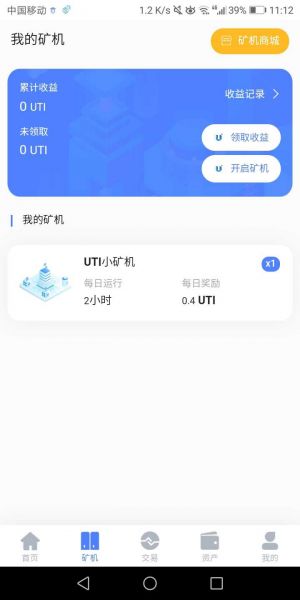 中国移动 1.2 K/s 4G 39% 11:12
我的矿机 矿机商城
累计收益
0 UTI
收益记录
未领取
0 UTI
领取收益
开启矿机
我的矿机
UTI小矿机 x1
每日运行 每日奖励
2小时 0.4 UTI
首页 矿机 交易 资产 我的